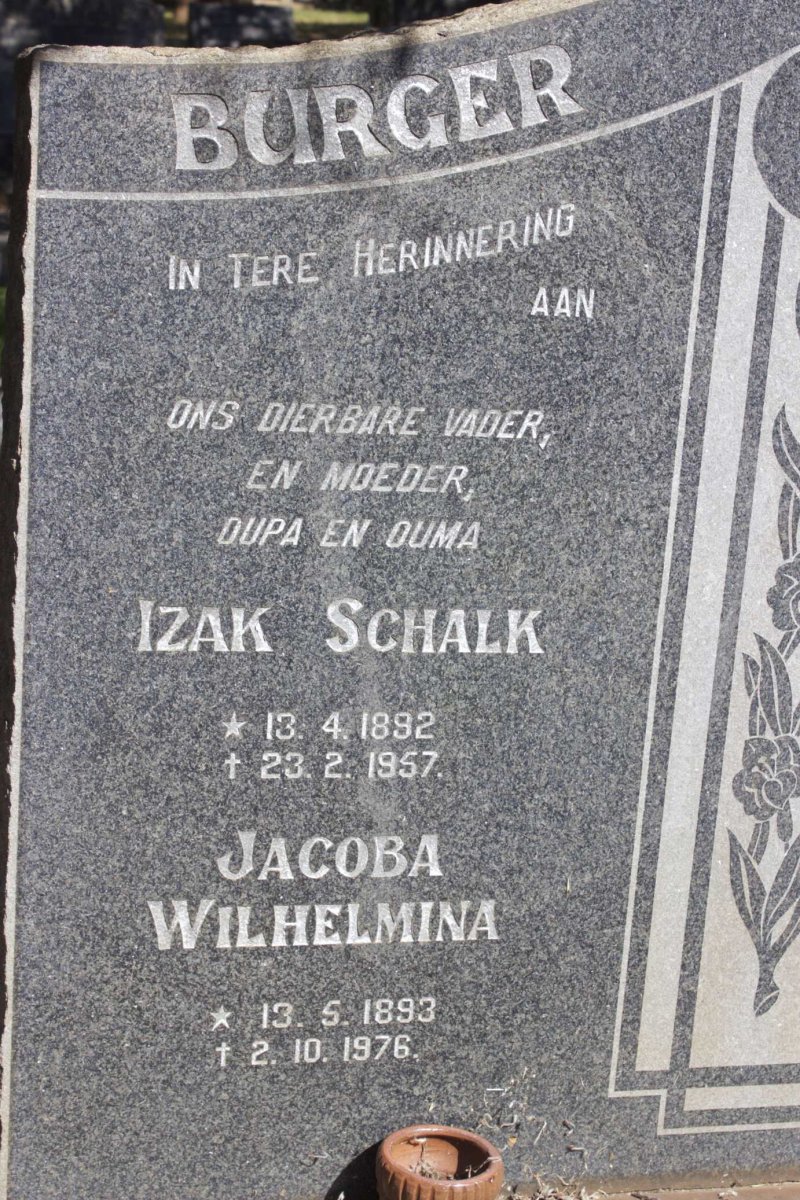 BURGER
IN TERE HERINNERING
AAN
ONS DIERBARE VADER,
EN MOEDER,
OUPA EN OUMA
IZAK SCHALK
★ 13. 4. 1892
† 23. 2. 1957.
JACOBA
WILHELMINA
★ 13. 5. 1893
† 2. 10. 1976.